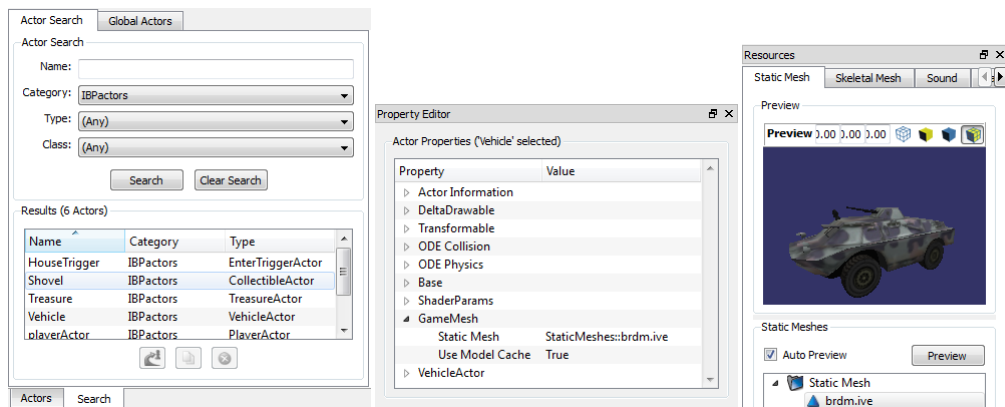 Actor Search
Global Actors
Actor Search
Name:
Category: IBPactors
Type: (Any)
Class: (Any)
Search
Clear Search
Results (6 Actors)
Name Category Type
HouseTrigger IBPactors EnterTriggerActor
Shovel IBPactors CollectibleActor
Treasure IBPactors TreasureActor
Vehicle IBPactors VehicleActor
playerActor IBPactors PlayerActor
Actors
Search
Property Editor
Actor Properties ('Vehicle' selected)
Property Value
Actor Information
DeltaDrawable
Transformable
ODE Collision
ODE Physics
Base
ShaderParams
GameMesh
Static Mesh StaticMeshes::brdm.ive
Use Model Cache True
VehicleActor
Resources
Static Mesh
Skeletal Mesh
Sound
Preview
Preview ).00 ).00 ).00
Static Meshes
Auto Preview
Preview
Static Mesh
brdm.ive